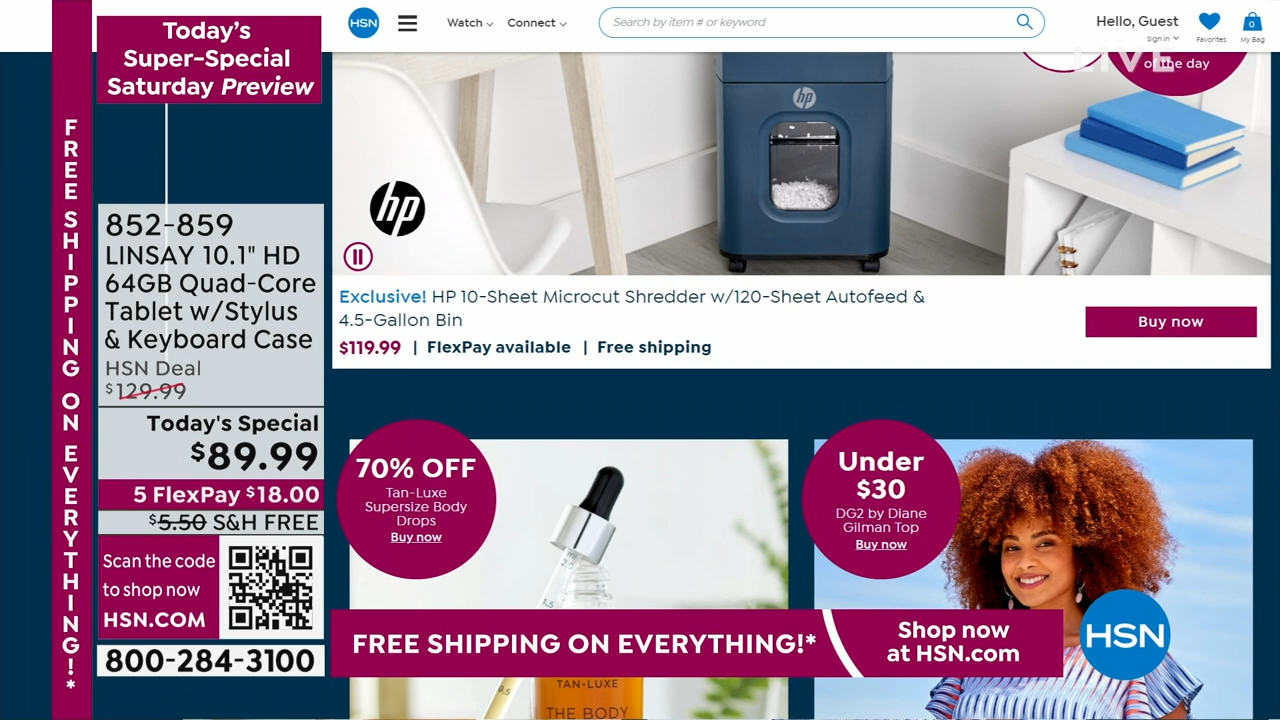 FREE SHIPPING ON EVERYTHING!*
Today's
Super-Special
Saturday Preview
852-859
LINSAY 10.1" HD
64GB Quad-Core
Tablet w/Stylus
& Keyboard Case
HSN Deal
$129.99
Today's Special
$89.99
5 FlexPay $18.00
$5.50 S&H FREE
Scan the code
to shop now
HSN.COM
800-284-3100
HSN
Watch
Connect
Search by item # or keyword
Hello, Guest
Sign in
Favorites
0
My Bag
LIVE
of the day
hp
hp
Exclusive! HP 10-Sheet Microcut Shredder w/120-Sheet Autofeed &
4.5-Gallon Bin
$119.99 | FlexPay available | Free shipping
Buy now
70% OFF
Tan-Luxe
Supersize Body
Drops
Buy now
Under
$30
DG2 by Diane
Gilman Top
Buy now
FREE SHIPPING ON EVERYTHING!*
Shop now
at HSN.com
HSN
TAN-LUXE
THE BODY